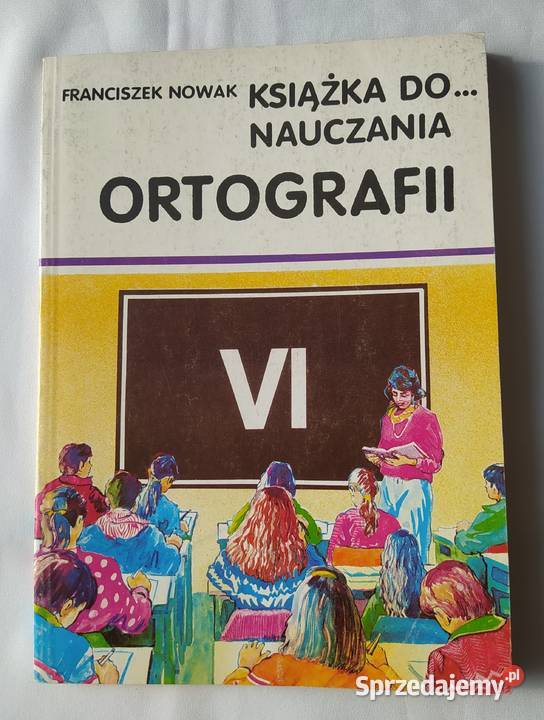 FRANCISZEK NOWAK KSIĄŻKA DO...
NAUCZANIA
ORTOGRAFII
VI
Sprzedajemy.pl